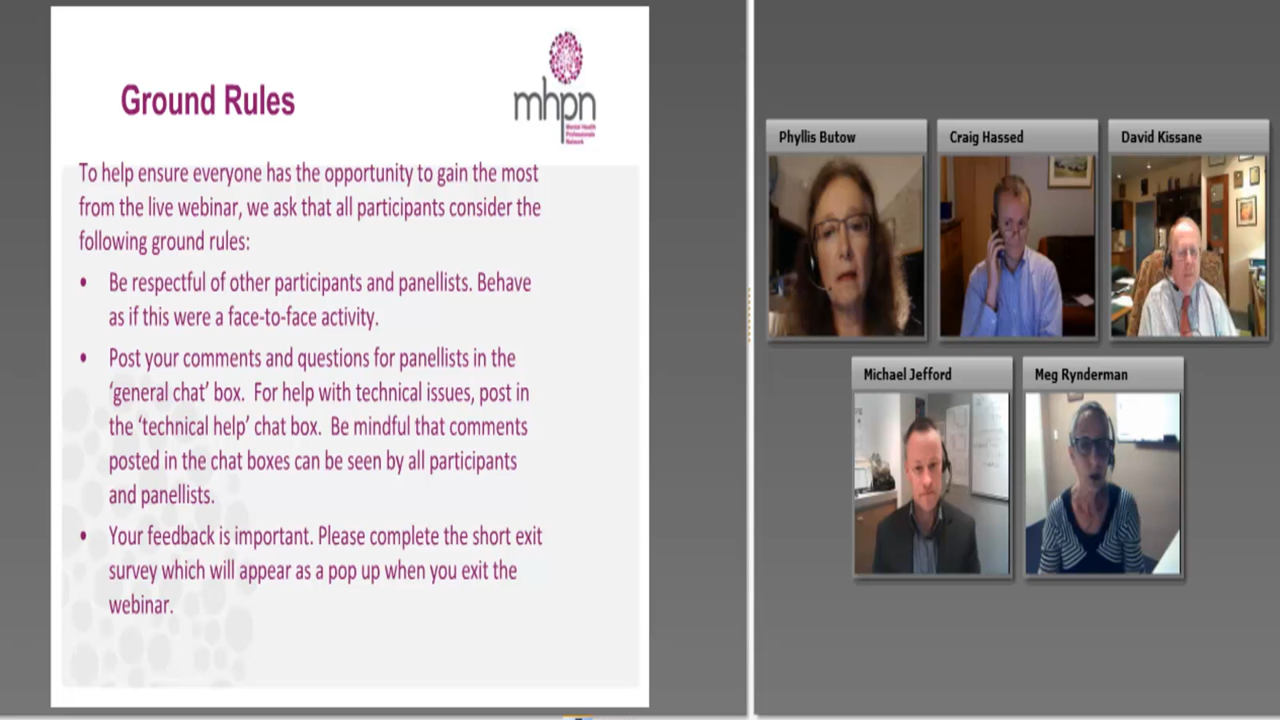 Ground Rules
mhpn
Mental Health
Professionals
Network
To help ensure everyone has the opportunity to gain the most
from the live webinar, we ask that all participants consider the
following ground rules:
• Be respectful of other participants and panellists. Behave
as if this were a face-to-face activity.
• Post your comments and questions for panellists in the
‘general chat’ box. For help with technical issues, post in
the ‘technical help’ chat box. Be mindful that comments
posted in the chat boxes can be seen by all participants
and panellists.
• Your feedback is important. Please complete the short exit
survey which will appear as a pop up when you exit the
webinar.
Phyllis Butow
Craig Hassed
David Kissane
Michael Jefford
Meg Rynderman